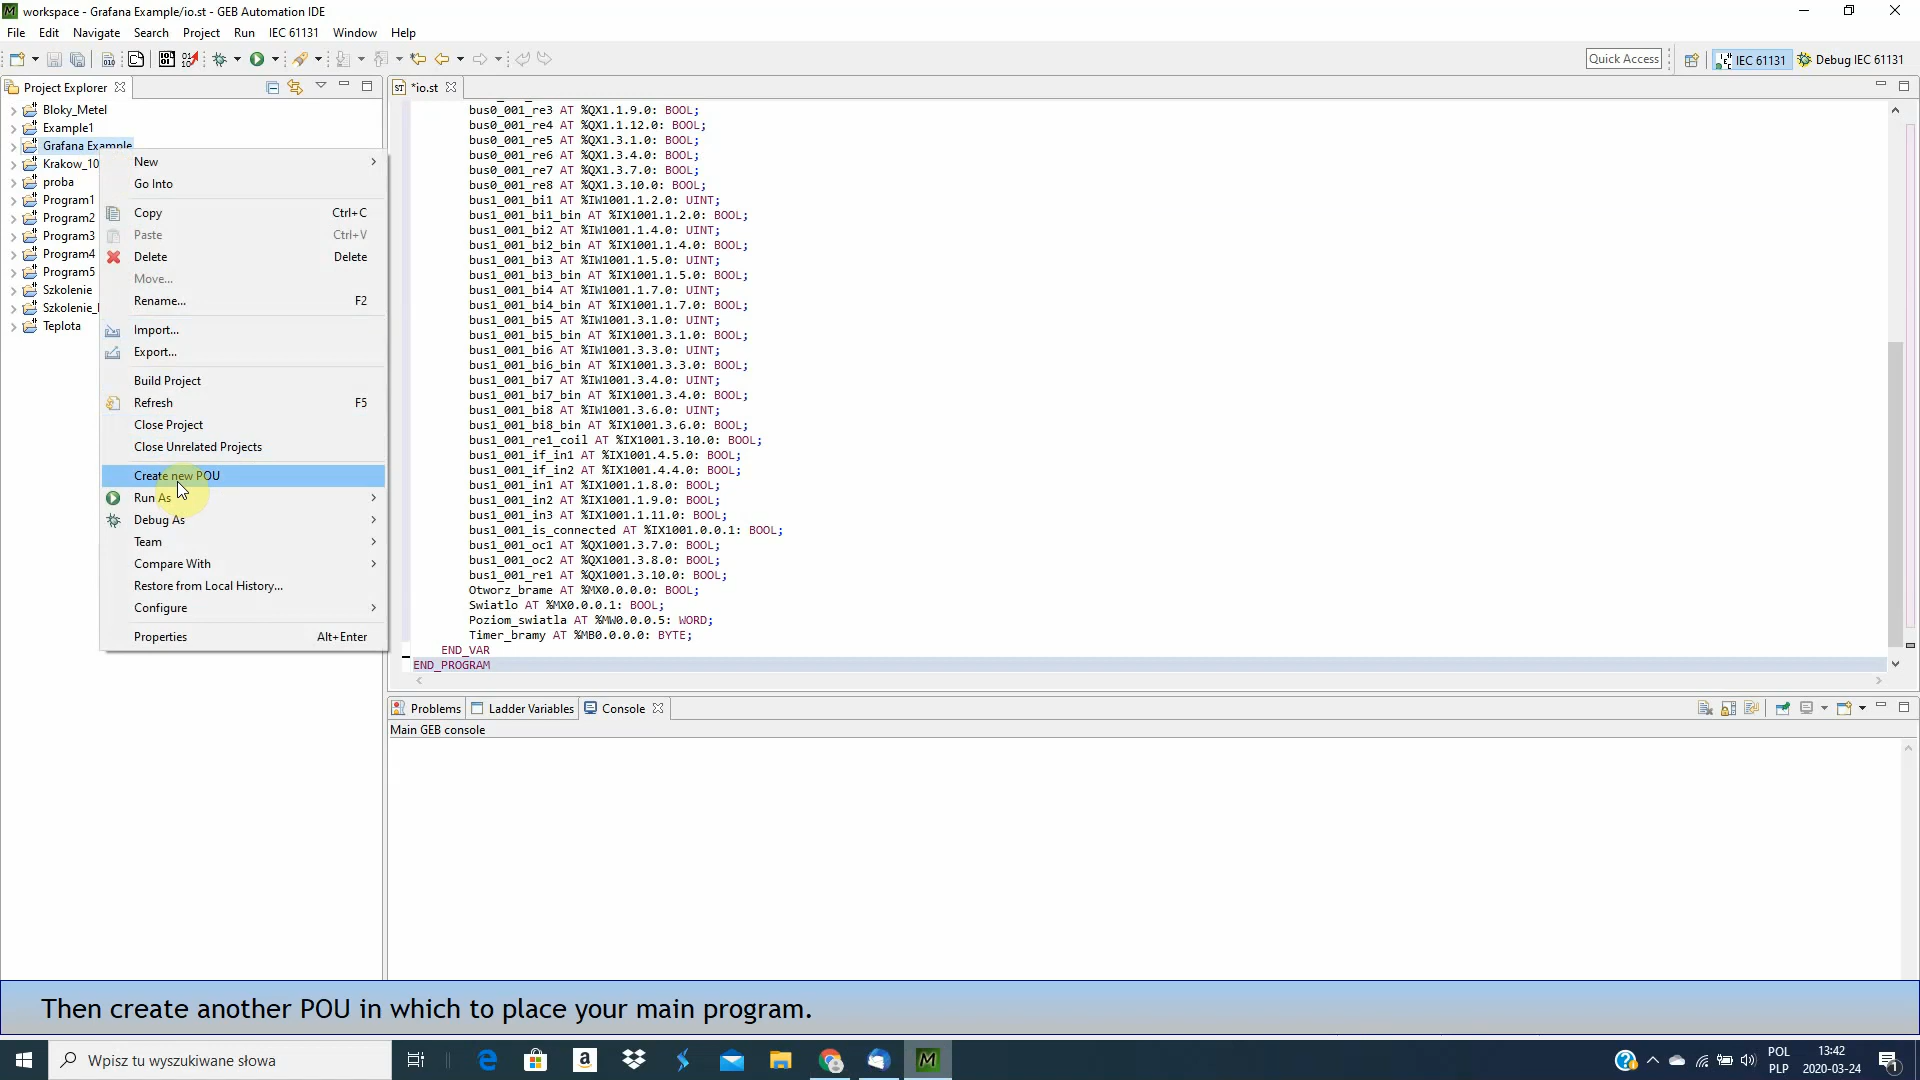 workspace - Grafana Example/io.st - GEB Automation IDE
File Edit Navigate Search Project Run IEC 61131 Window Help
Quick Access IEC 61131 Debug IEC 61131
Project Explorer
Bloky_Metel
Example1
Grafana Example
Krakow_10
proba
Program1
Program2
Program3
Program4
Program5
Szkolenie
Szkolenie_
Teplota
New
Go Into
Copy Ctrl+C
Paste Ctrl+V
Delete Delete
Move...
Rename... F2
Import...
Export...
Build Project
Refresh F5
Close Project
Close Unrelated Projects
Create new POU
Run As
Debug As
Team
Compare With
Restore from Local History...
Configure
Properties Alt+Enter
*io.st
bus0_001_re3 AT %QX1.1.9.0: BOOL;
bus0_001_re4 AT %QX1.1.12.0: BOOL;
bus0_001_re5 AT %QX1.3.1.0: BOOL;
bus0_001_re6 AT %QX1.3.4.0: BOOL;
bus0_001_re7 AT %QX1.3.7.0: BOOL;
bus0_001_re8 AT %QX1.3.10.0: BOOL;
bus1_001_bi1 AT %IW1001.1.2.0: UINT;
bus1_001_bi1_bin AT %IX1001.1.2.0: BOOL;
bus1_001_bi2 AT %IW1001.1.4.0: UINT;
bus1_001_bi2_bin AT %IX1001.1.4.0: BOOL;
bus1_001_bi3 AT %IW1001.1.5.0: UINT;
bus1_001_bi3_bin AT %IX1001.1.5.0: BOOL;
bus1_001_bi4 AT %IW1001.1.7.0: UINT;
bus1_001_bi4_bin AT %IX1001.1.7.0: BOOL;
bus1_001_bi5 AT %IW1001.3.1.0: UINT;
bus1_001_bi5_bin AT %IX1001.3.1.0: BOOL;
bus1_001_bi6 AT %IW1001.3.3.0: UINT;
bus1_001_bi6_bin AT %IX1001.3.3.0: BOOL;
bus1_001_bi7 AT %IW1001.3.4.0: UINT;
bus1_001_bi7_bin AT %IX1001.3.4.0: BOOL;
bus1_001_bi8 AT %IW1001.3.6.0: UINT;
bus1_001_bi8_bin AT %IX1001.3.6.0: BOOL;
bus1_001_re1_coil AT %IX1001.3.10.0: BOOL;
bus1_001_if_in1 AT %IX1001.4.5.0: BOOL;
bus1_001_if_in2 AT %IX1001.4.4.0: BOOL;
bus1_001_in1 AT %IX1001.1.8.0: BOOL;
bus1_001_in2 AT %IX1001.1.9.0: BOOL;
bus1_001_in3 AT %IX1001.1.11.0: BOOL;
bus1_001_is_connected AT %IX1001.0.0.1: BOOL;
bus1_001_oc1 AT %QX1001.3.7.0: BOOL;
bus1_001_oc2 AT %QX1001.3.8.0: BOOL;
bus1_001_re1 AT %QX1001.3.10.0: BOOL;
Otworz_brame AT %MX0.0.0.0: BOOL;
Swiatlo AT %MX0.0.0.1: BOOL;
Poziom_swiatla AT %MW0.0.0.5: WORD;
Timer_bramy AT %MB0.0.0.0: BYTE;
END_VAR
END_PROGRAM
Problems Ladder Variables Console
Main GEB console
Then create another POU in which to place your main program.
Wpisz tu wyszukiwane słowa
POL 13:42
PLP 2020-03-24